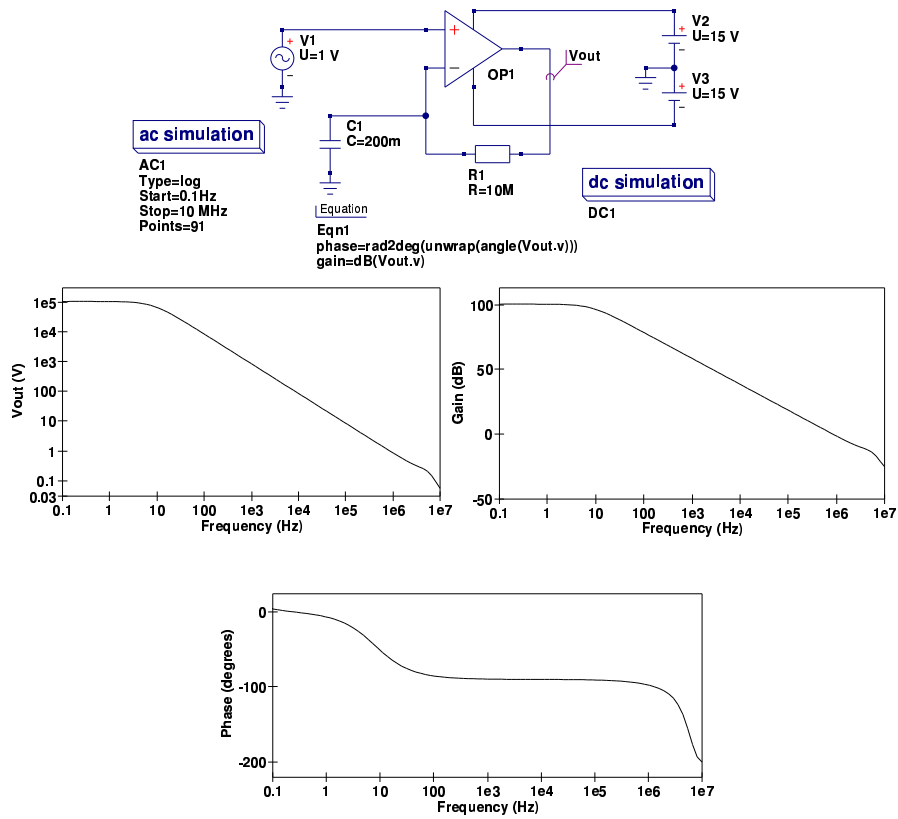 V1
U=1 V
+
−
+
−
OP1
Vout
V2
+
U=15 V
−
V3
+
U=15 V
−
C1
C=200m
R1
R=10M
ac simulation
AC1
Type=log
Start=0.1Hz
Stop=10 MHz
Points=91
dc simulation
DC1
Equation
Eqn1
phase=rad2deg(unwrap(angle(Vout.v)))
gain=dB(Vout.v)
Vout (V)
1e5
1e4
1e3
100
10
1
0.1
0.03
0.1 1 10 100 1e3 1e4 1e5 1e6 1e7
Frequency (Hz)
Gain (dB)
100
50
0
-50
0.1 1 10 100 1e3 1e4 1e5 1e6 1e7
Frequency (Hz)
Phase (degrees)
0
-100
-200
0.1 1 10 100 1e3 1e4 1e5 1e6 1e7
Frequency (Hz)